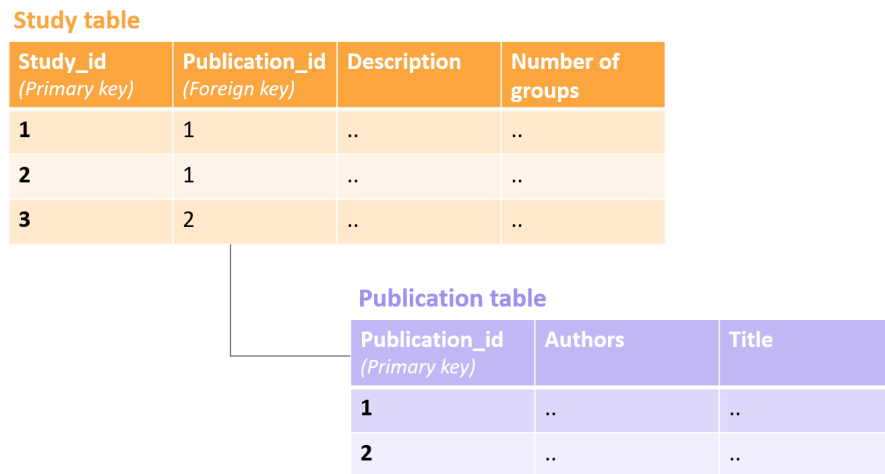 Study table
Study_id Publication_id Description Number of
(Primary key) (Foreign key) groups
1 1 .. ..
2 1 .. ..
3 2 .. ..
Publication table
Publication_id Authors Title
(Primary key)
1 .. ..
2 .. ..